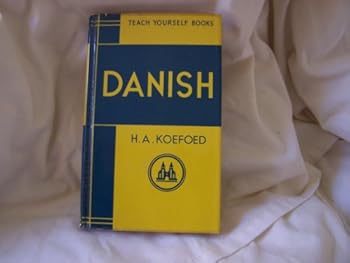 TEACH YOURSELF BOOKS
DANISH
H. A. KOEFOED